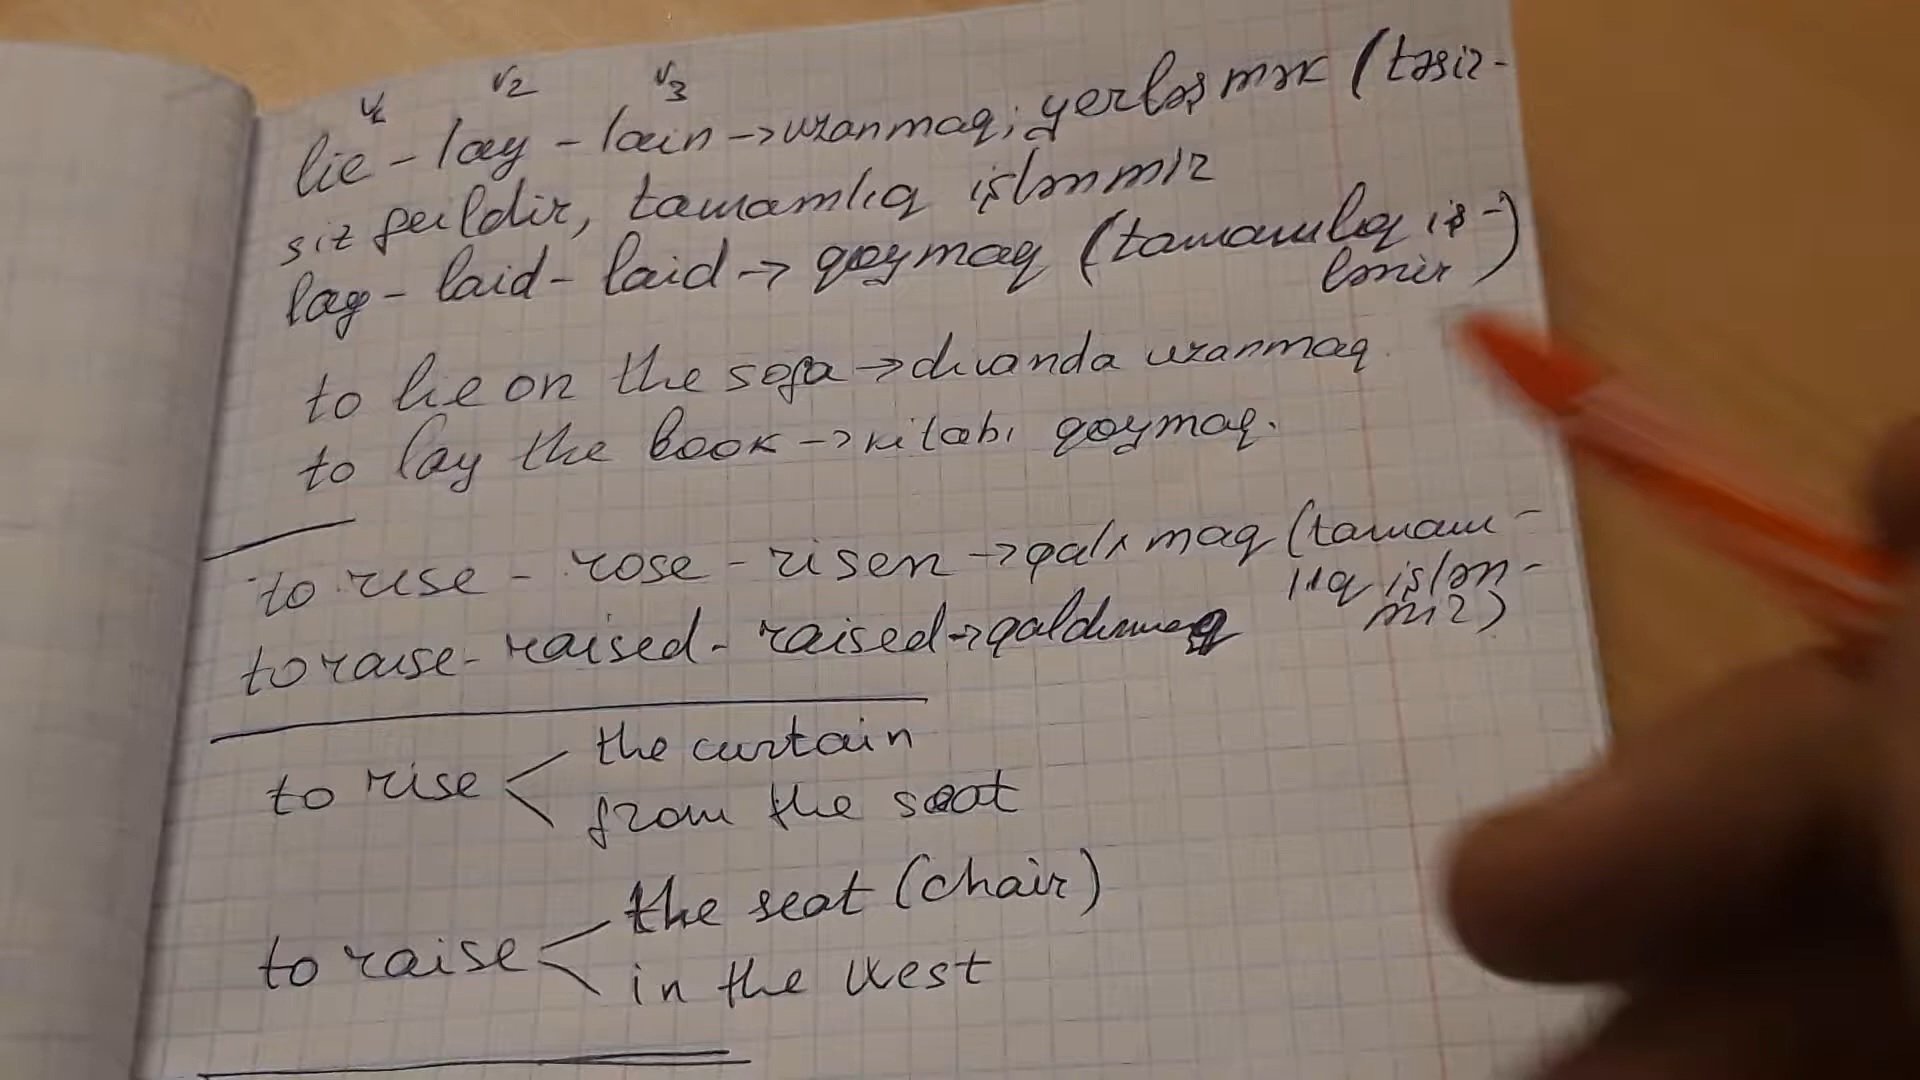 V1 V2 V3
lie - lay - lain → uzanmaq; yerləşmək (təsir-
siz feildir, tamamlıq işlənmir
lay - laid - laid → qoymaq (tamamlıq iş-
lənir)
to lie on the sofa → divanda uzanmaq.
to lay the book → kitabı qoymaq.
to rise - rose - risen → qalxmaq (tamam-
lıq işlən-
mir)
to raise - raised - raised → qaldırmaq
to rise < the curtain
from the seat
to raise < the seat (chair)
in the West